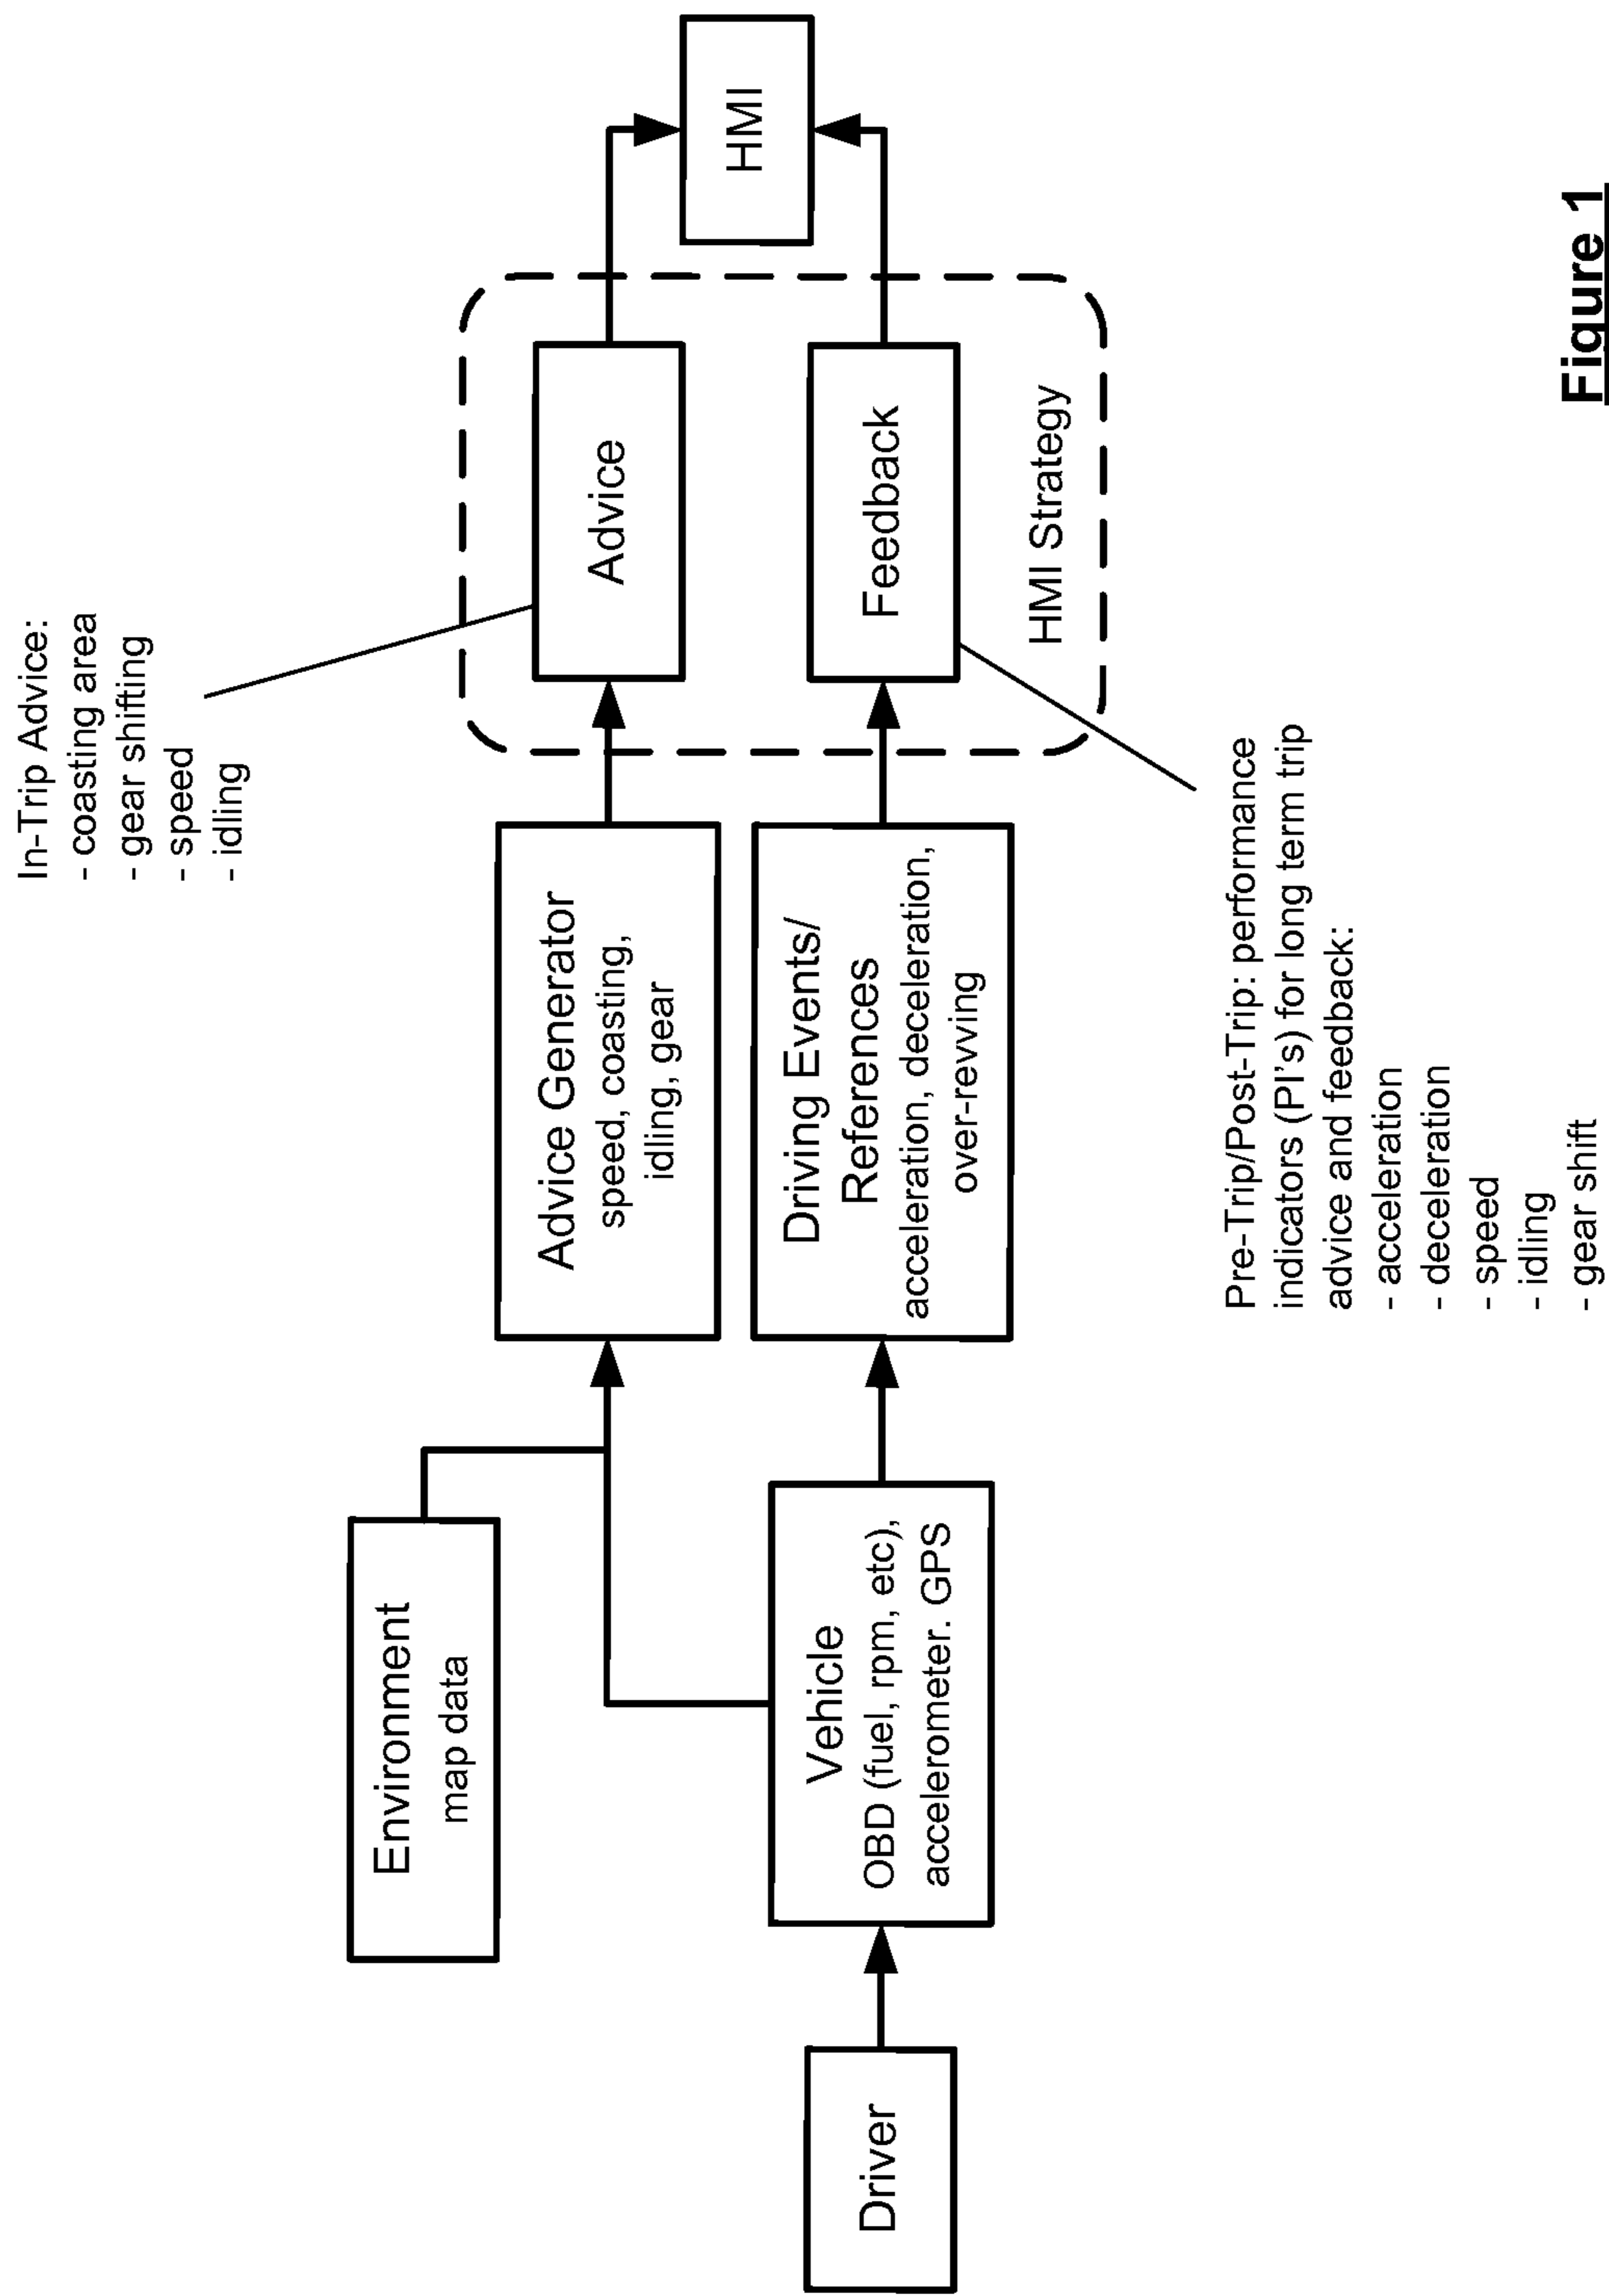 In-Trip Advice:
- coasting area
- gear shifting
- speed
- idling
Environment
map data
Advice Generator
speed, coasting,
idling, gear
Advice
HMI
Driver
Vehicle
OBD (fuel, rpm, etc),
accelerometer. GPS
Driving Events/
References
acceleration, deceleration,
over-revving
Feedback
HMI Strategy
Pre-Trip/Post-Trip: performance
indicators (PI's) for long term trip
advice and feedback:
- acceleration
- deceleration
- speed
- idling
- gear shift
Figure 1